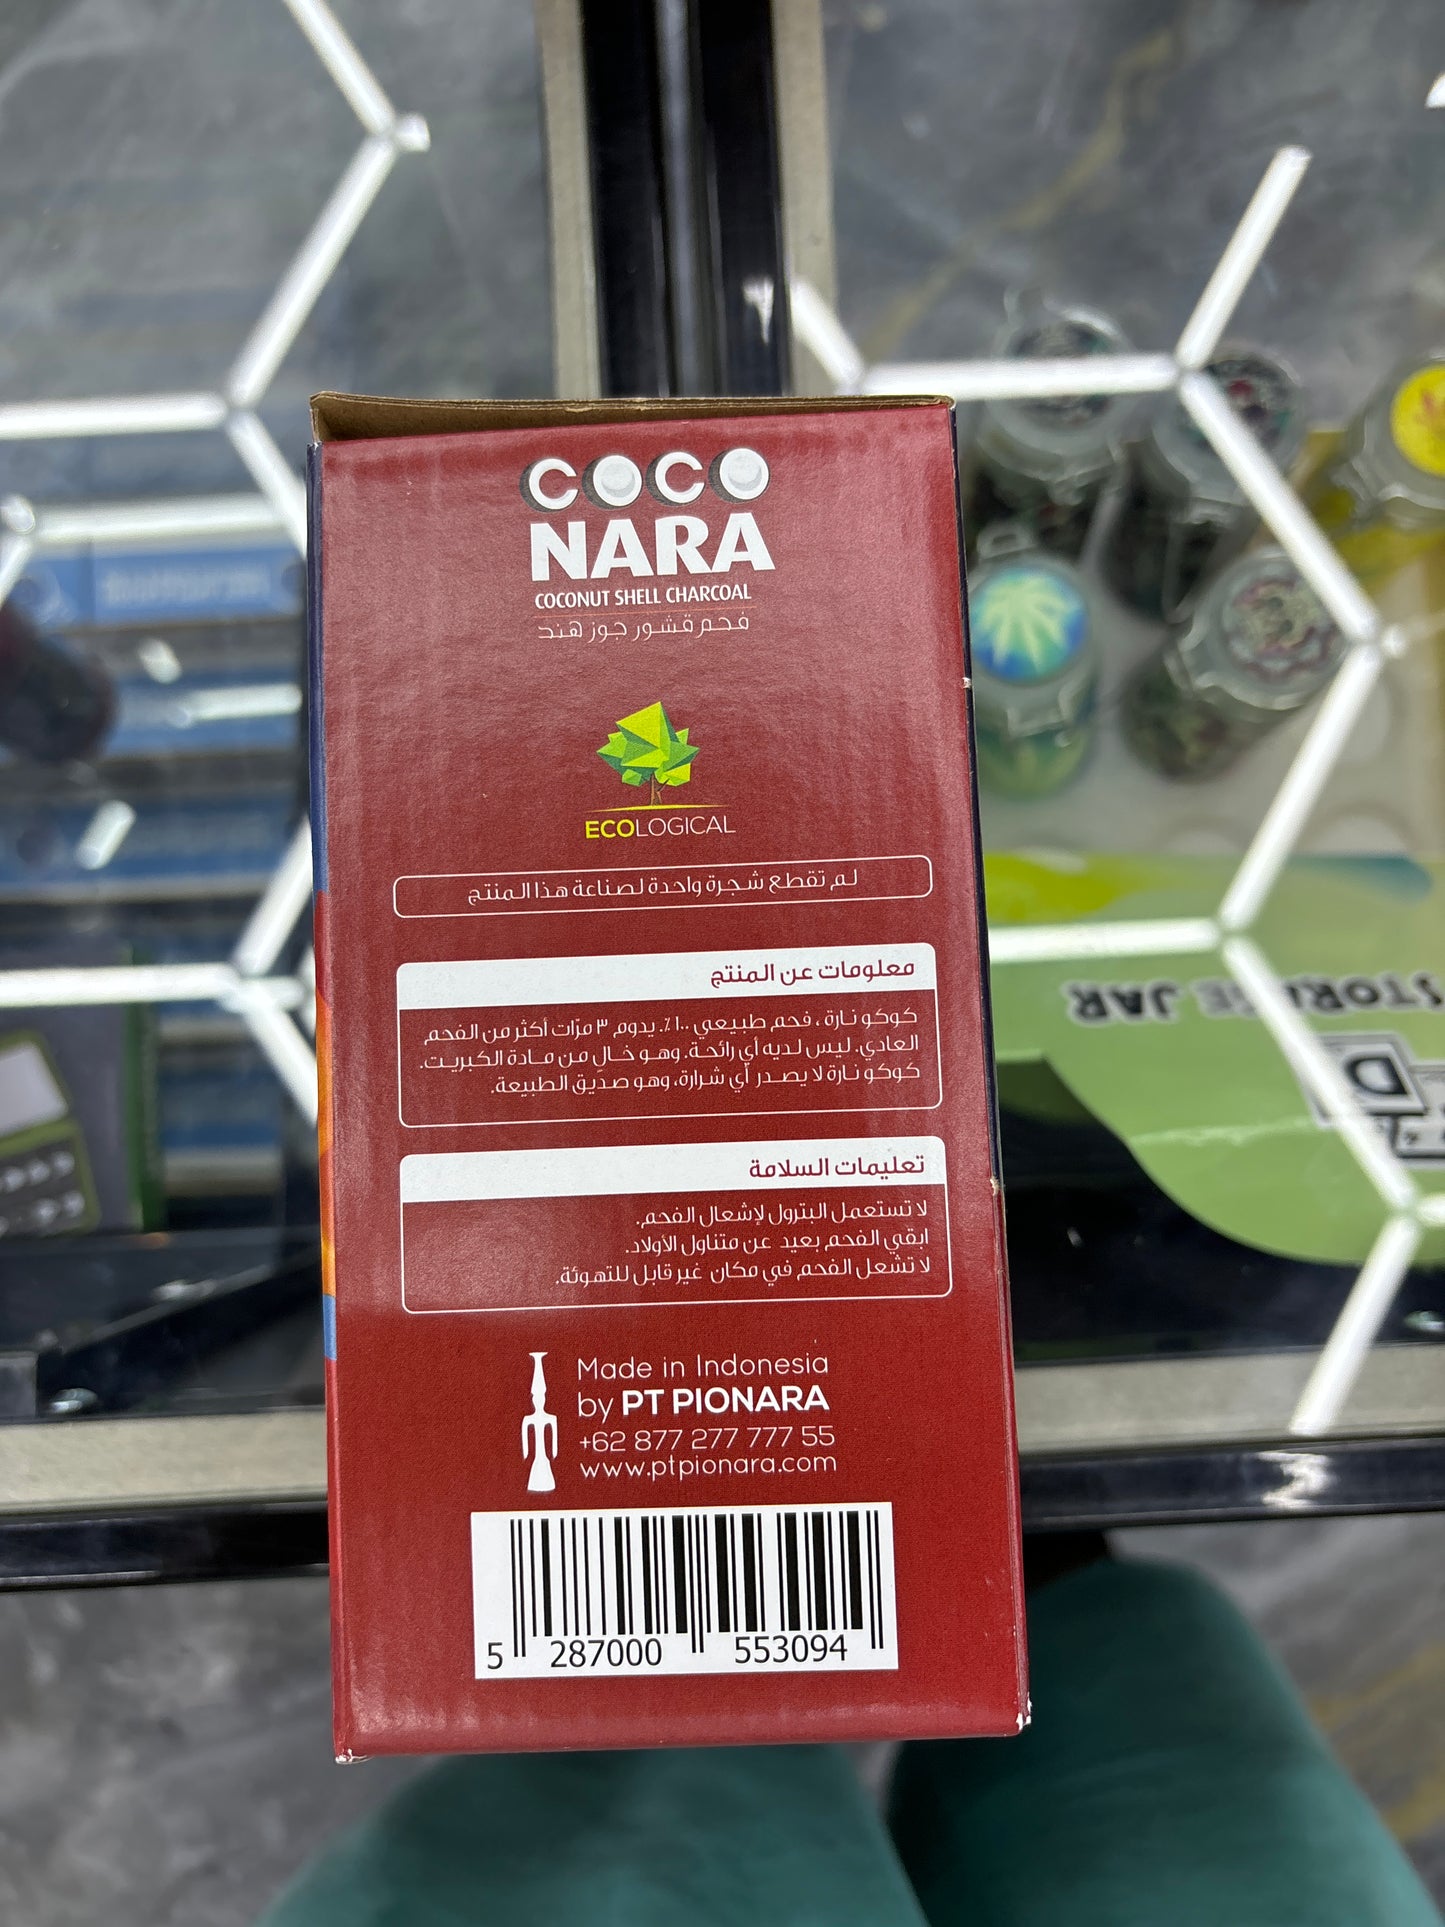 COCO
NARA
COCONUT SHELL CHARCOAL
فحم قشور جوز هند
ECOLOGICAL
لم تقطع شجرة واحدة لصناعة هذا المنتج
معلومات عن المنتج
كوكو نارة ، فحم طبيعي ١٠٠ ٪. يدوم ٣ مرّات أكثر من الفحم
العادي. ليس لديه أي رائحة. وهو خالٍ من مادة الكبريت.
كوكو نارة لا يصدر أي شرارة، وهو صديق الطبيعة.
تعليمات السلامة
لا تستعمل البترول لإشعال الفحم.
ابقي الفحم بعيد عن متناول الأولاد.
لا تشعل الفحم في مكان غير قابل للتهوئة.
Made in Indonesia
by PT PIONARA
+62 877 277 777 55
www.ptpionara.com
5 287000 553094
STORAGE JAR